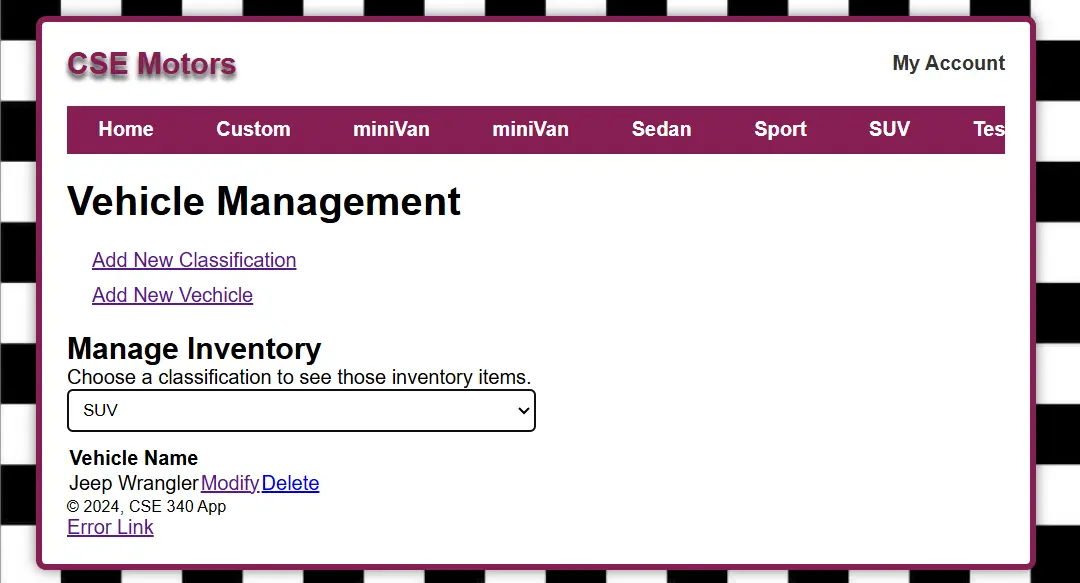 CSE Motors
My Account
Home Custom miniVan miniVan Sedan Sport SUV Tes
Vehicle Management
Add New Classification
Add New Vechicle
Manage Inventory
Choose a classification to see those inventory items.
SUV
Vehicle Name
Jeep Wrangler Modify Delete
© 2024, CSE 340 App
Error Link